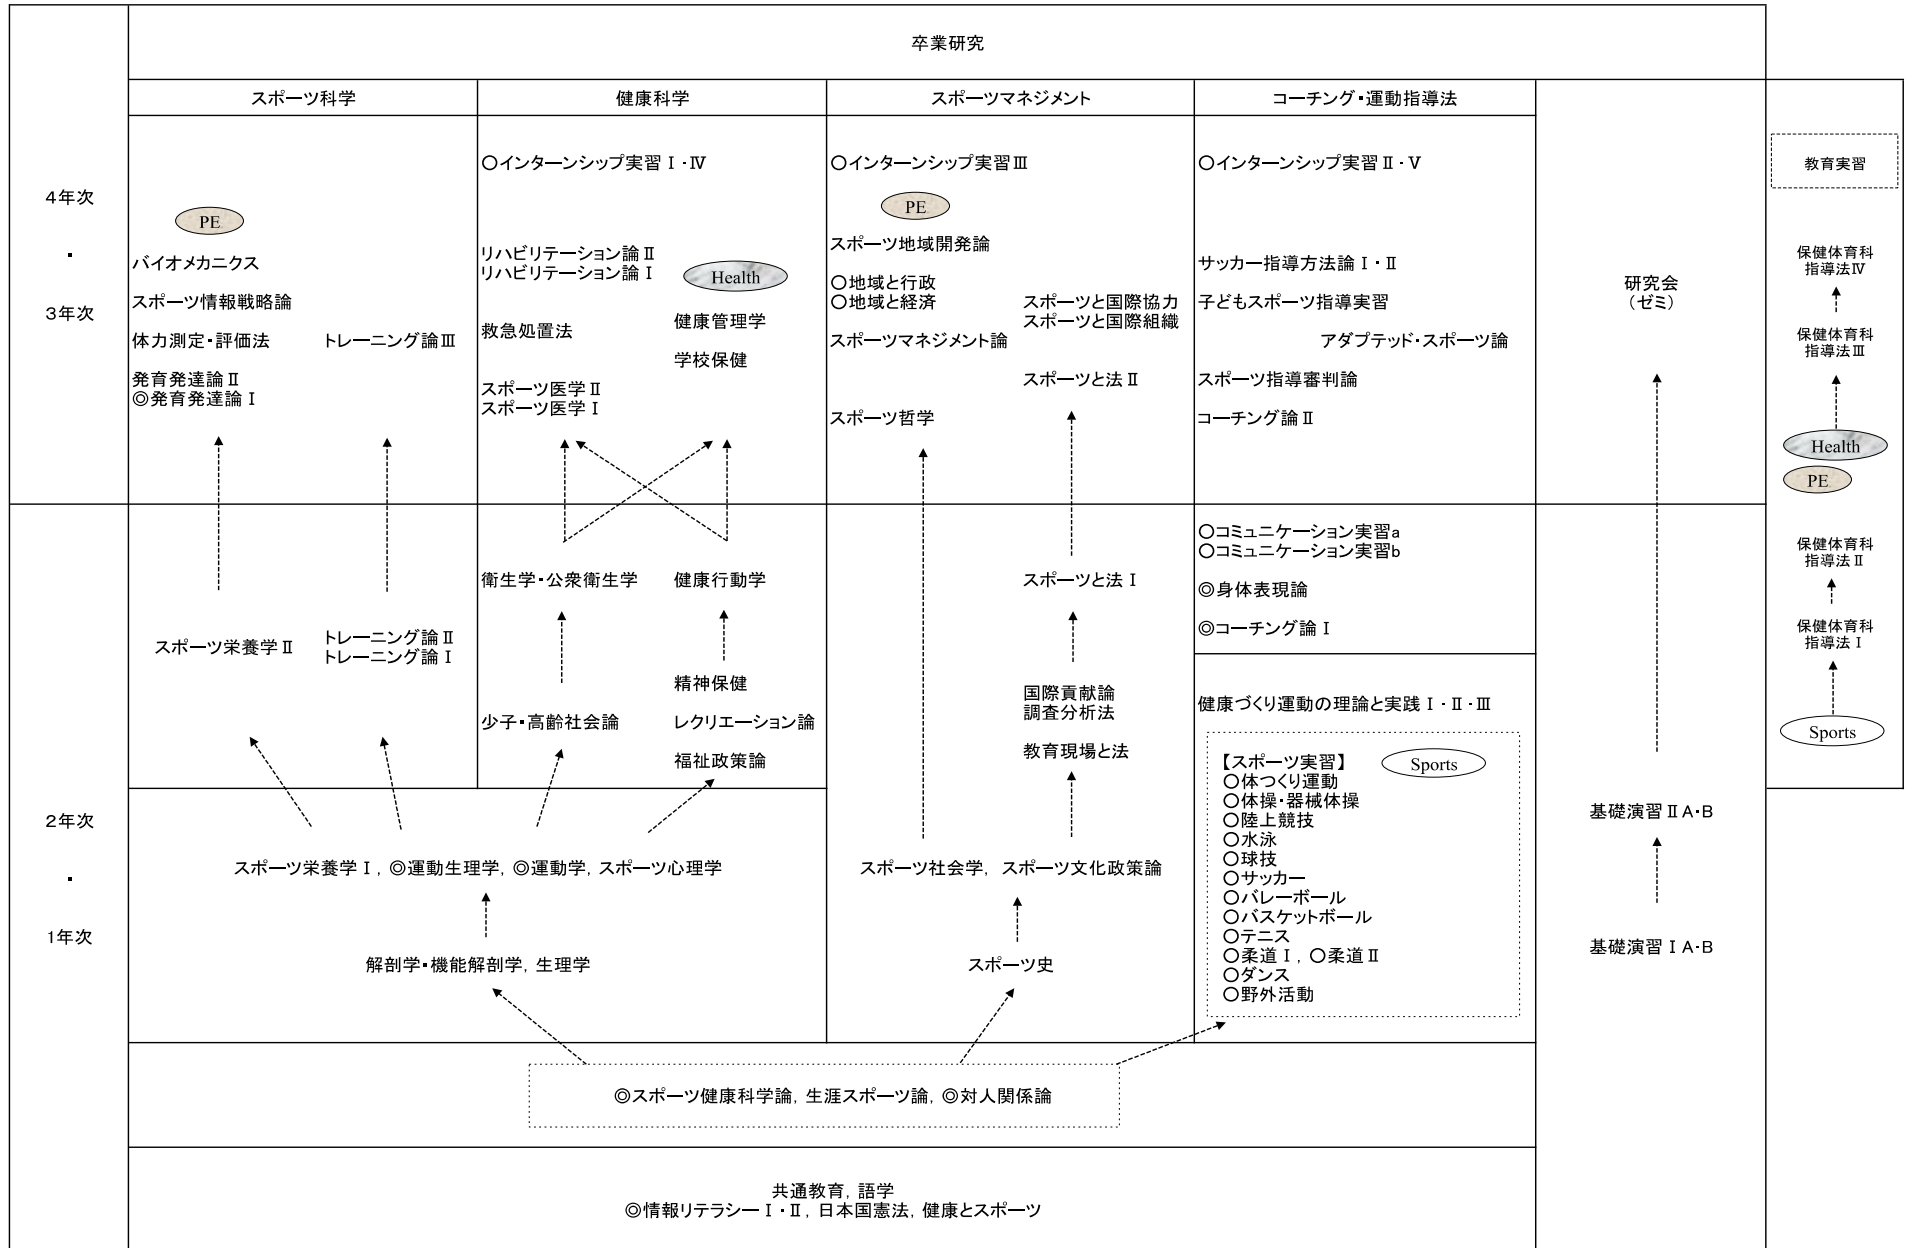 卒業研究
スポーツ科学
健康科学
スポーツマネジメント
コーチング・運動指導法
4年次
・
3年次
PE
バイオメカニクス
スポーツ情報戦略論
体力測定・評価法
発育発達論Ⅱ
◎発育発達論Ⅰ
トレーニング論Ⅲ
○インターンシップ実習Ⅰ・Ⅳ
リハビリテーション論Ⅱ
リハビリテーション論Ⅰ
Health
救急処置法
健康管理学
学校保健
スポーツ医学Ⅱ
スポーツ医学Ⅰ
○インターンシップ実習Ⅲ
PE
スポーツ地域開発論
○地域と行政
○地域と経済
スポーツと国際協力
スポーツと国際組織
スポーツマネジメント論
スポーツと法Ⅱ
スポーツ哲学
○インターンシップ実習Ⅱ・Ⅴ
サッカー指導方法論Ⅰ・Ⅱ
子どもスポーツ指導実習
アダプテッド・スポーツ論
スポーツ指導審判論
コーチング論Ⅱ
研究会
(ゼミ)
教育実習
保健体育科
指導法Ⅳ
保健体育科
指導法Ⅲ
Health
PE
保健体育科
指導法Ⅱ
保健体育科
指導法Ⅰ
Sports
2年次
・
1年次
スポーツ栄養学Ⅱ
トレーニング論Ⅱ
トレーニング論Ⅰ
衛生学・公衆衛生学
健康行動学
精神保健
少子・高齢社会論
レクリエーション論
福祉政策論
スポーツと法Ⅰ
国際貢献論
調査分析法
教育現場と法
○コミュニケーション実習a
○コミュニケーション実習b
◎身体表現論
◎コーチング論Ⅰ
健康づくり運動の理論と実践Ⅰ・Ⅱ・Ⅲ
【スポーツ実習】
Sports
○体つくり運動
○体操・器械体操
○陸上競技
○水泳
○球技
○サッカー
○バレーボール
○バスケットボール
○テニス
○柔道Ⅰ, ○柔道Ⅱ
○ダンス
○野外活動
スポーツ栄養学Ⅰ, ◎運動生理学, ◎運動学, スポーツ心理学
スポーツ社会学, スポーツ文化政策論
基礎演習ⅡA・B
解剖学・機能解剖学, 生理学
スポーツ史
基礎演習ⅠA・B
◎スポーツ健康科学論, 生涯スポーツ論, ◎対人関係論
共通教育, 語学
◎情報リテラシーⅠ・Ⅱ, 日本国憲法, 健康とスポーツ